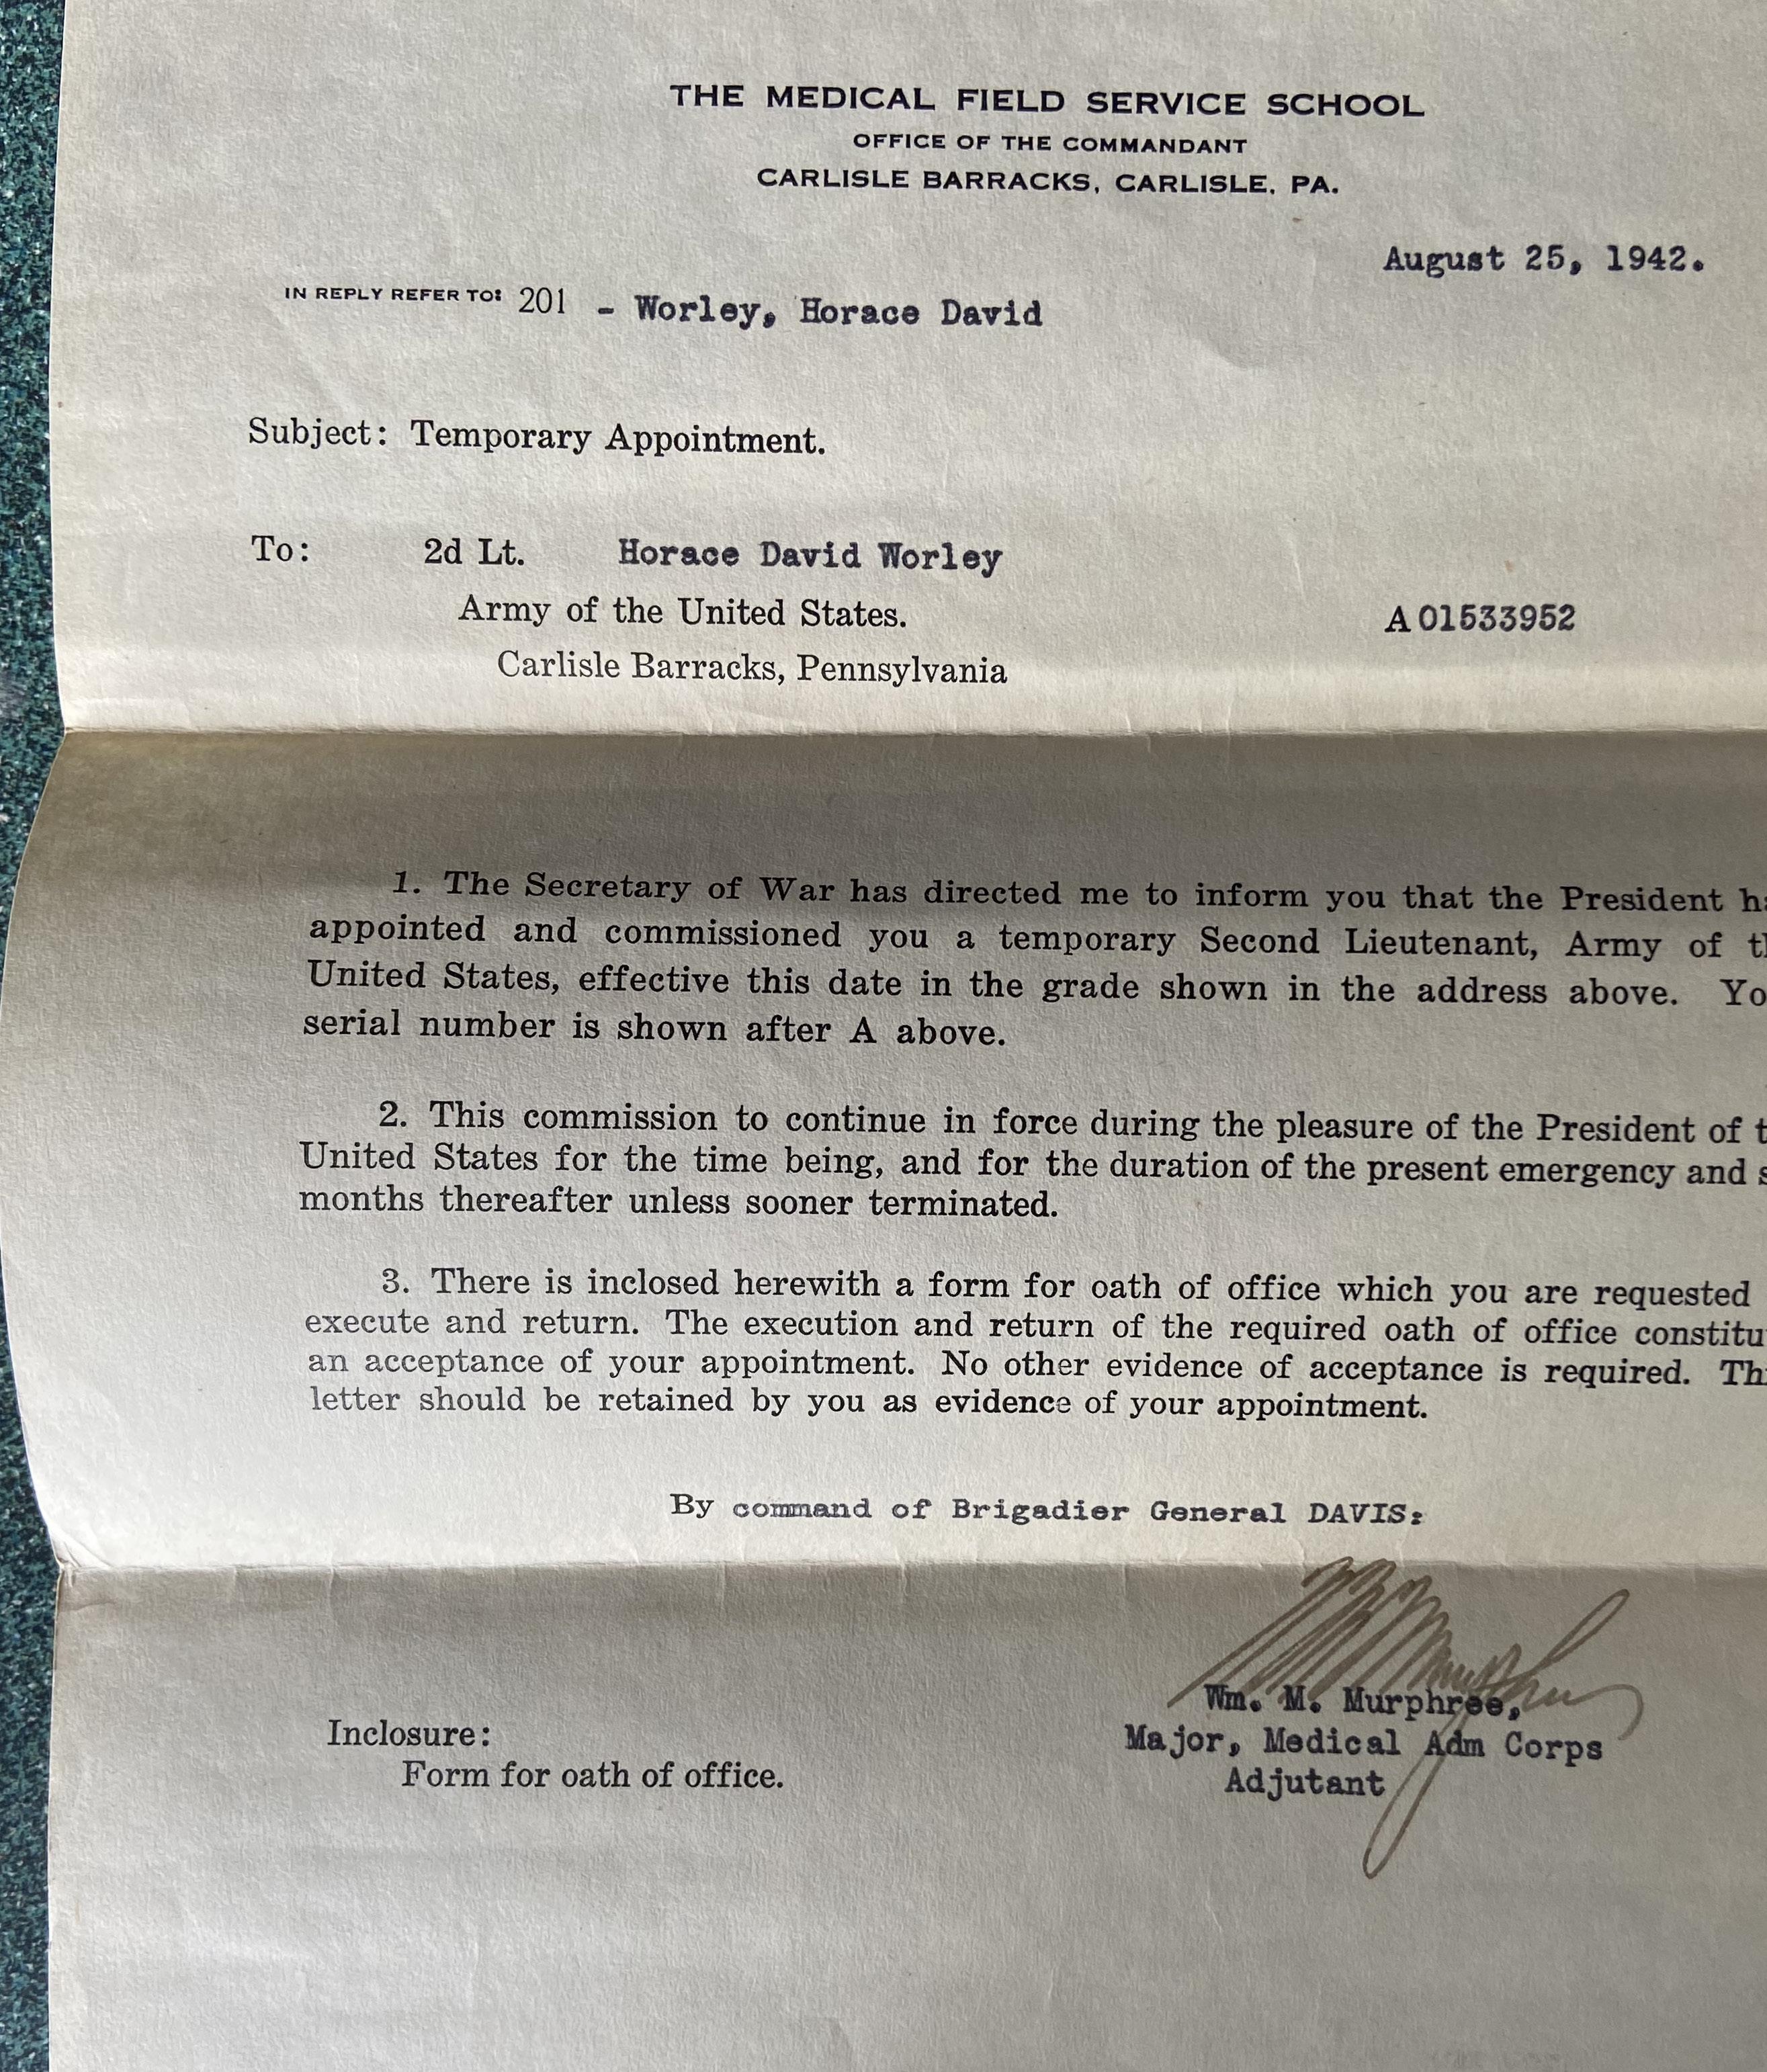 THE MEDICAL FIELD SERVICE SCHOOL
OFFICE OF THE COMMANDANT
CARLISLE BARRACKS, CARLISLE, PA.
August 25, 1942.
IN REPLY REFER TO: 201 - Worley, Horace David
Subject: Temporary Appointment.
To: 2d Lt. Horace David Worley
Army of the United States.
A 01533952
Carlisle Barracks, Pennsylvania
1. The Secretary of War has directed me to inform you that the President
appointed and commissioned you a temporary Second Lieutenant, Army of
United States, effective this date in the grade shown in the address above.
serial number is shown after A above.
2. This commission to continue in force during the pleasure of the President of
United States for the time being, and for the duration of the present emergency and
months thereafter unless sooner terminated.
3. There is inclosed herewith a form for oath of office which you are requested
execute and return. The execution and return of the required oath of office
an acceptance of your appointment. No other evidence of acceptance is required.
letter should be retained by you as evidence of your appointment.
By command of Brigadier General DAVIS:
Wm. M. Murphree,
Major, Medical Adm Corps
Adjutant
Inclosure:
Form for oath of office.